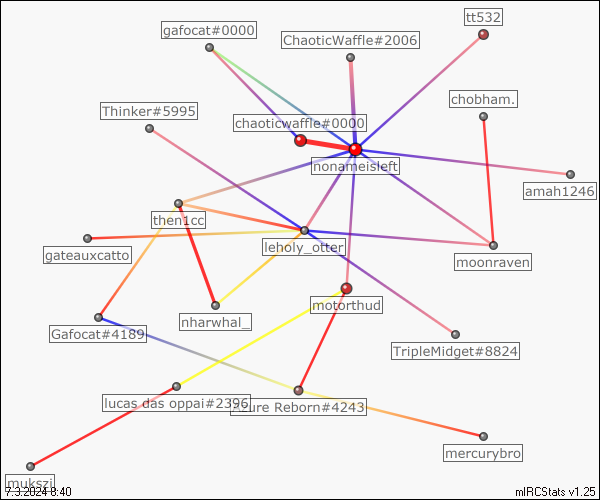 tt532
gafocat#0000
ChaoticWaffle#2006
chobham.
Thinker#5995
chaoticwaffle#0000
nonameisleft
amah1246
then1cc
leholy_otter
gateauxcatto
moonraven
motorthud
nharwhal_
Gafocat#4189
TripleMidget#8824
lucas das oppai#2396
ure Reborn#4243
mercurybro
mukszi
7.3.2024 8:40
mIRCStats v1.25